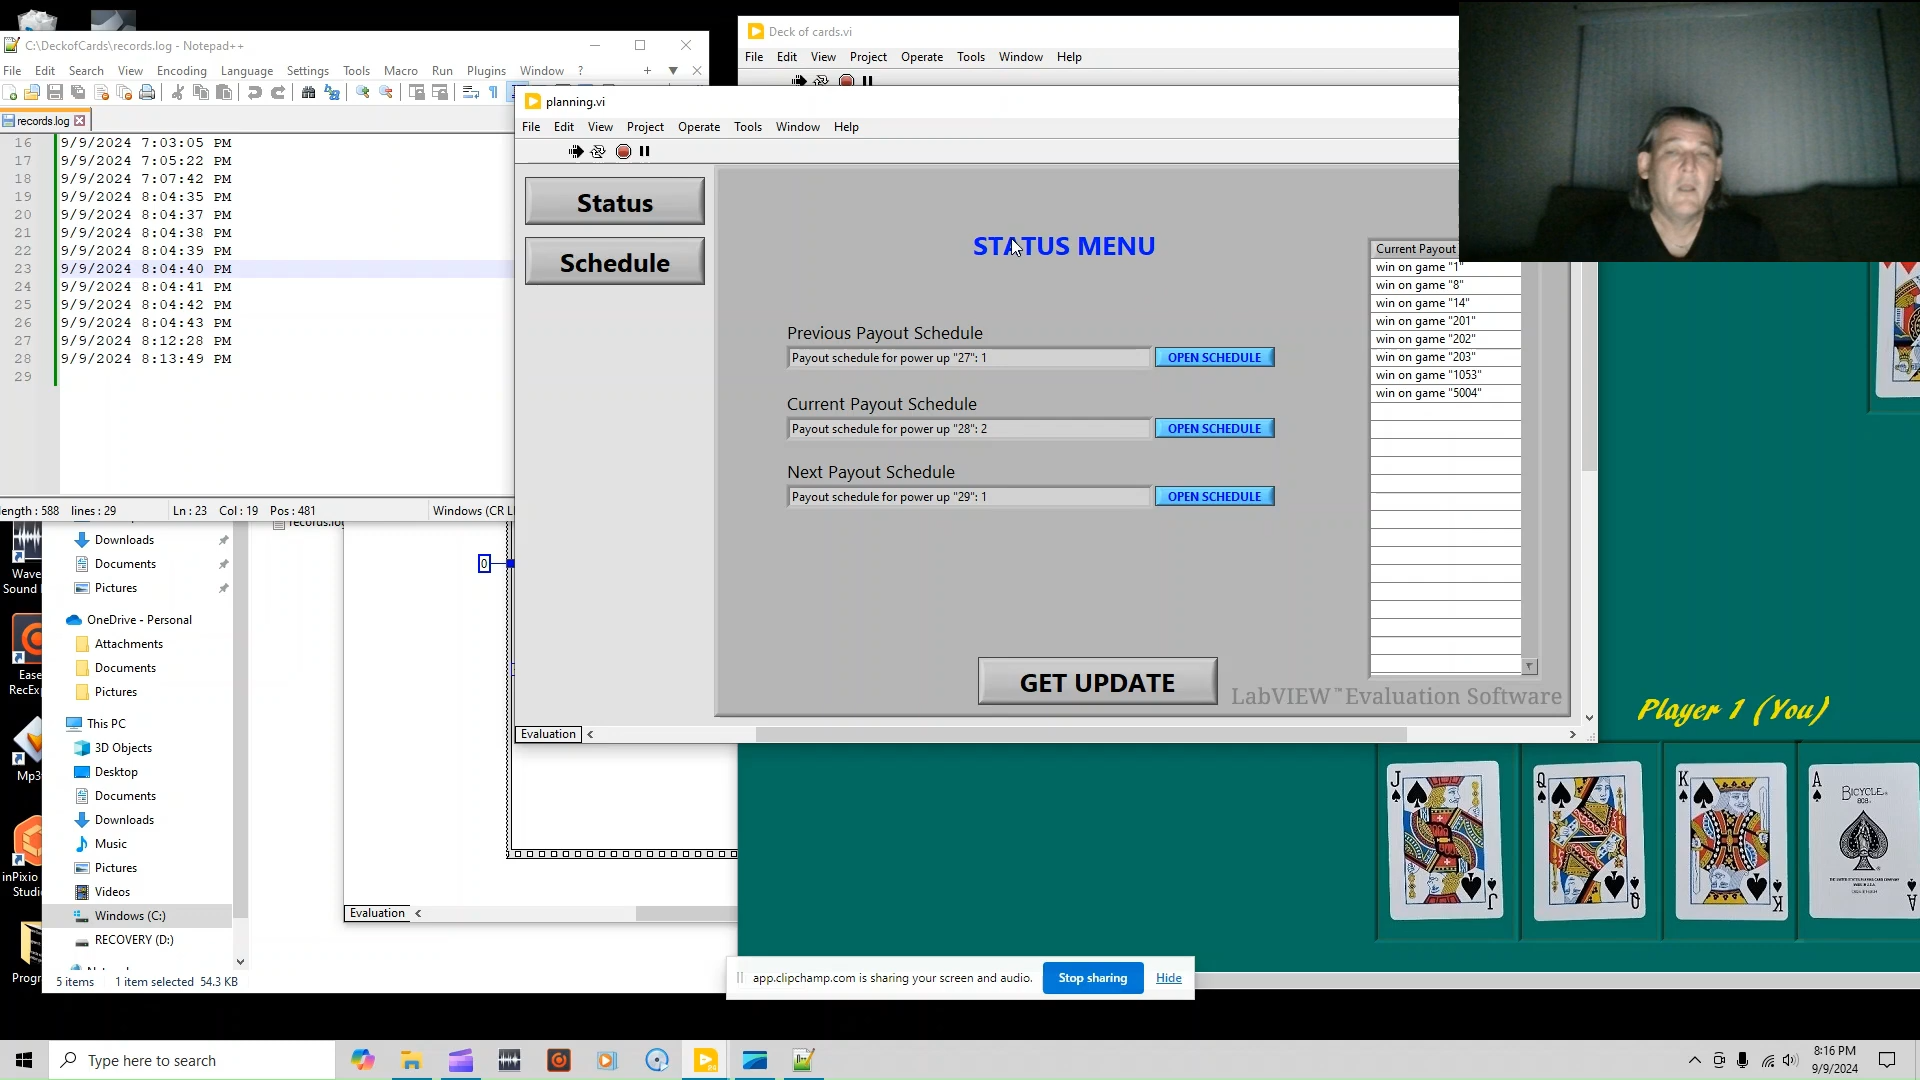 C:\DeckofCards\records.log - Notepad++
File Edit Search View Encoding Language Settings Tools Macro Run Plugins Window ?
records.log
16 9/9/2024 7:03:05 PM
17 9/9/2024 7:05:22 PM
18 9/9/2024 7:07:42 PM
19 9/9/2024 8:04:35 PM
20 9/9/2024 8:04:37 PM
21 9/9/2024 8:04:38 PM
22 9/9/2024 8:04:39 PM
23 9/9/2024 8:04:40 PM
24 9/9/2024 8:04:41 PM
25 9/9/2024 8:04:42 PM
26 9/9/2024 8:04:43 PM
27 9/9/2024 8:12:28 PM
28 9/9/2024 8:13:49 PM
29
length : 588 lines : 29 Ln : 23 Col : 19 Pos : 481 Windows (CR L
Deck of cards.vi
File Edit View Project Operate Tools Window Help
planning.vi
File Edit View Project Operate Tools Window Help
Status
Schedule
STATUS MENU
Previous Payout Schedule
Payout schedule for power up "27": 1 OPEN SCHEDULE
Current Payout Schedule
Payout schedule for power up "28": 2 OPEN SCHEDULE
Next Payout Schedule
Payout schedule for power up "29": 1 OPEN SCHEDULE
GET UPDATE
LabVIEW™ Evaluation Software
Current Payout
win on game "1"
win on game "8"
win on game "14"
win on game "201"
win on game "202"
win on game "203"
win on game "1053"
win on game "5004"
Evaluation
records.log
0
Downloads
Documents
Pictures
OneDrive - Personal
Attachments
Documents
Pictures
This PC
3D Objects
Desktop
Documents
Downloads
Music
Pictures
Videos
Windows (C:)
RECOVERY (D:)
5 items 1 item selected 54.3 KB
Wave
Sound
Ease
RecExp
Mp3
inPixio
Studi
Progr
Evaluation
Player 1 (You)
J
J
Q
Q
K
K
A
BICYCLE
808
A
app.clipchamp.com is sharing your screen and audio. Stop sharing Hide
Type here to search
8:16 PM
9/9/2024